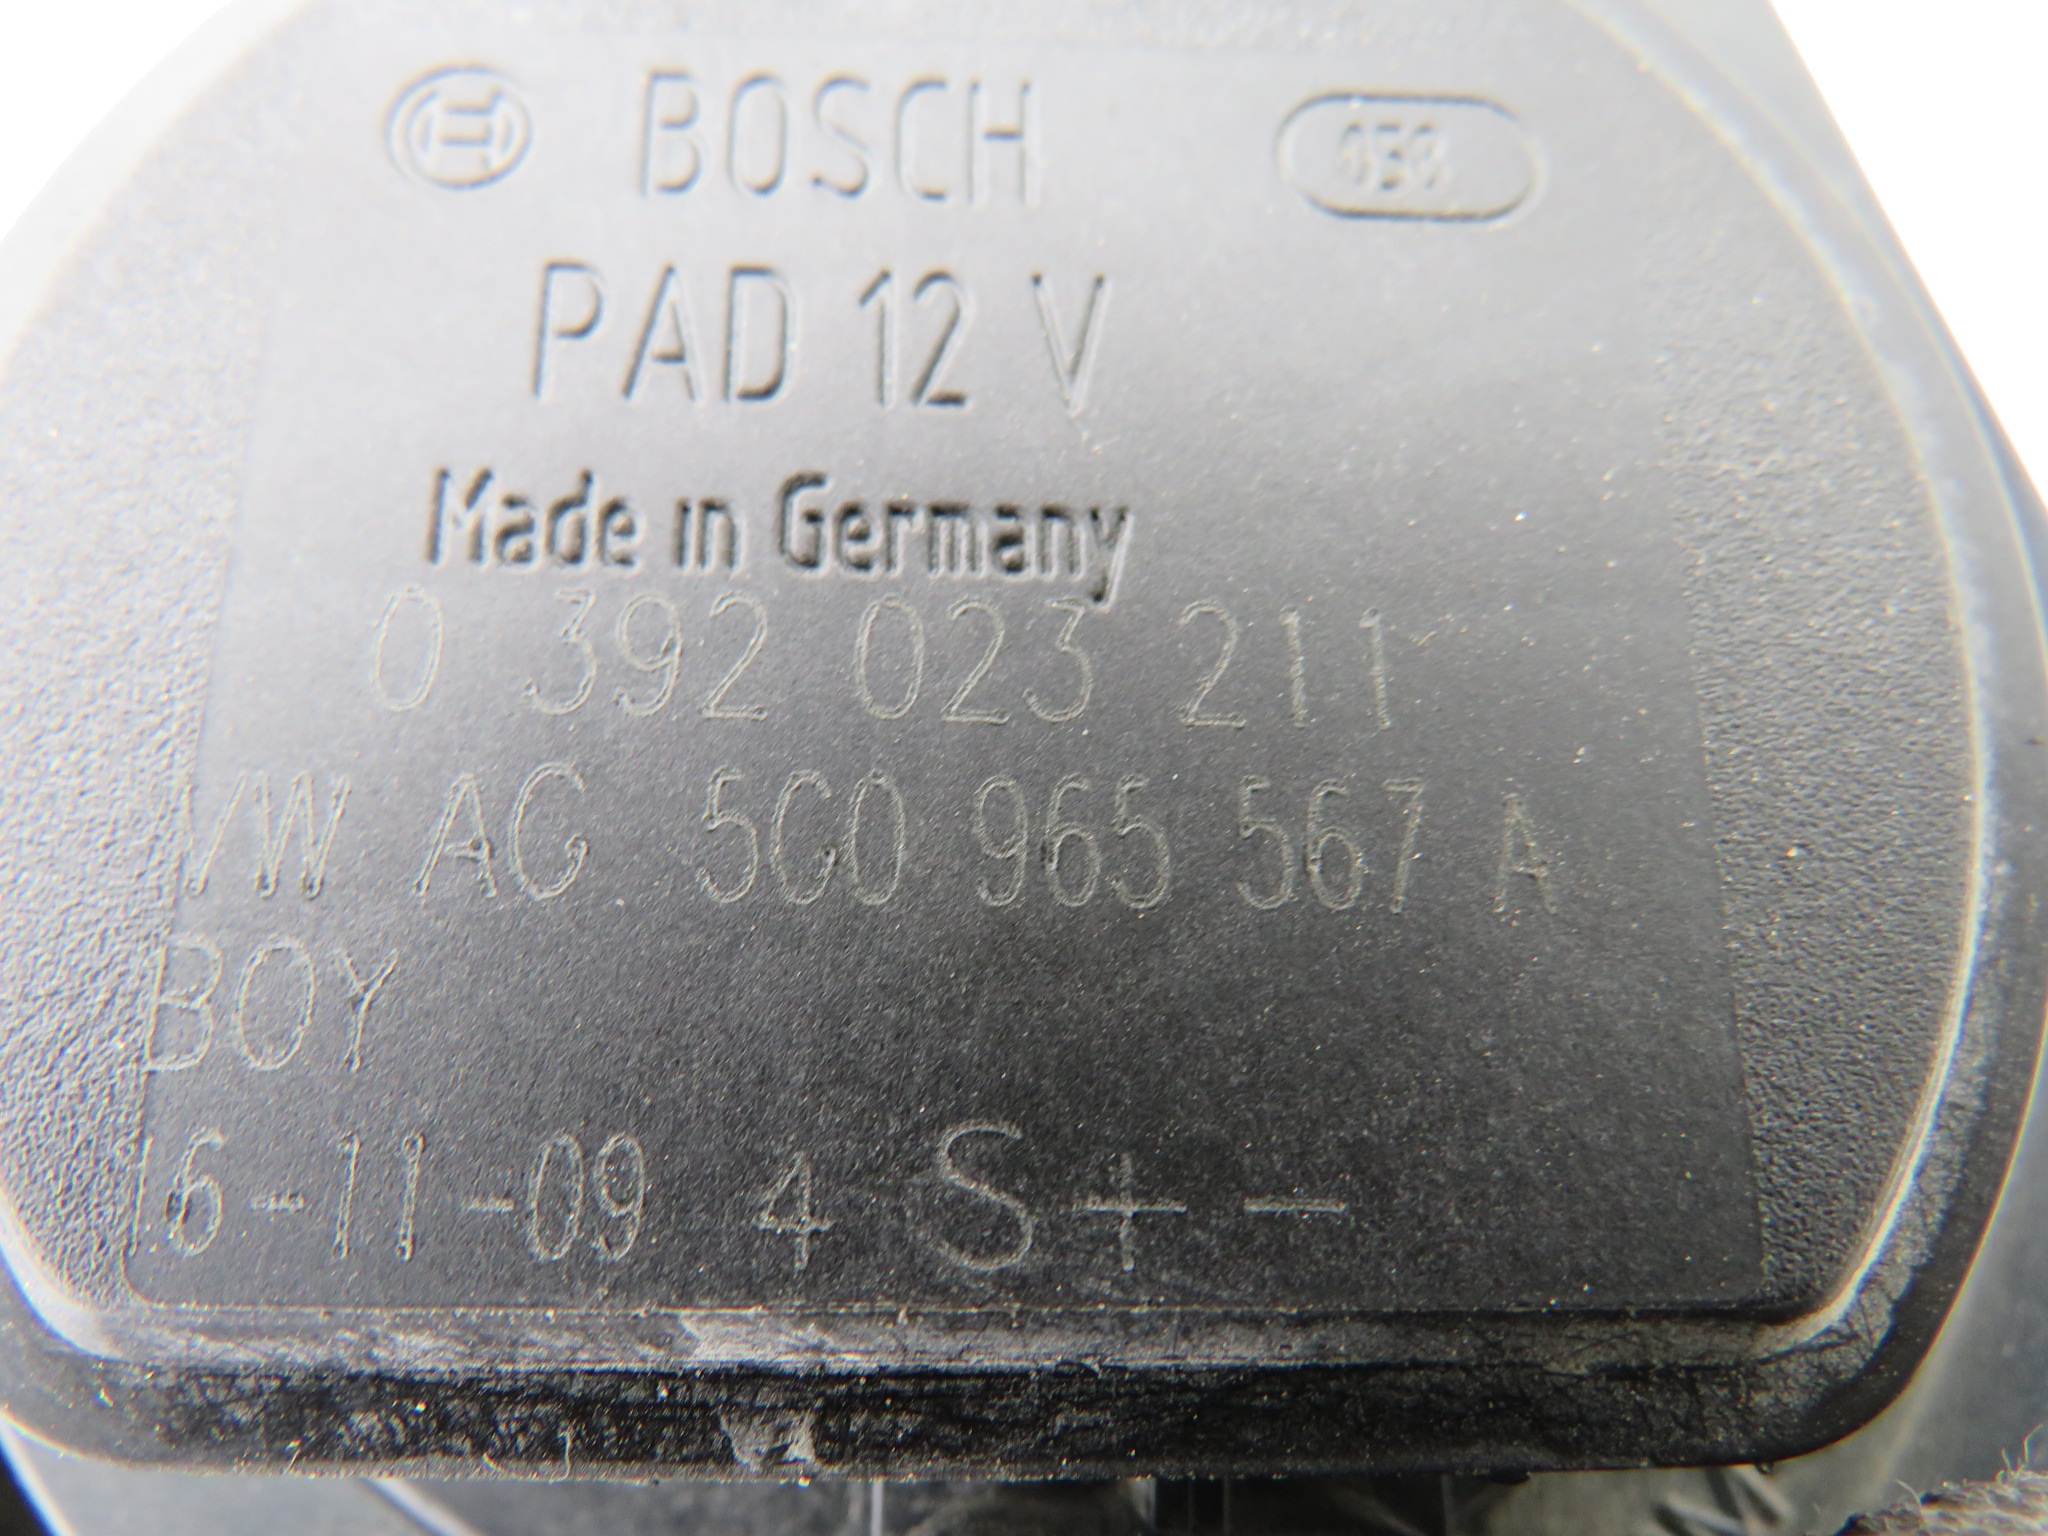 BOSCH
PAD 12 V
Made in Germany
0 392 023 211
VW AG 5G0 965 567 A
BOY
16-11-09 4 S + -